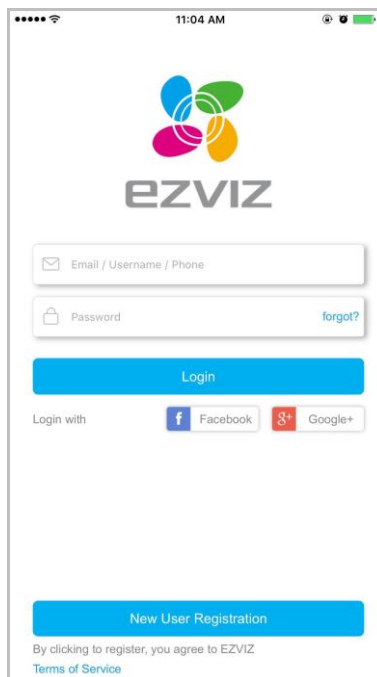 11:04 AM
ezviz
Email / Username / Phone
Password forgot?
Login
Login with f Facebook g+ Google+
New User Registration
By clicking to register, you agree to EZVIZ
Terms of Service